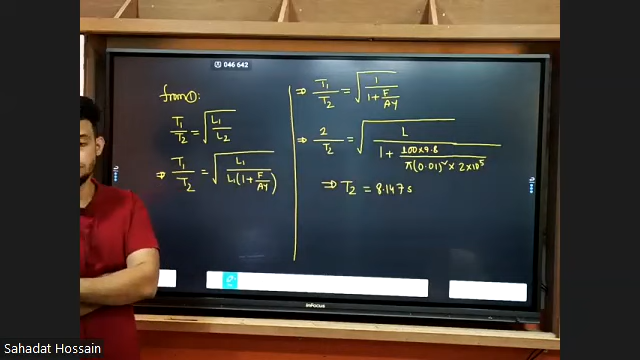 046 642
from ①:
T₁/T₂ = √(L₁/L₂)
⇒ T₁/T₂ = √(L₁/(L₁(1+F/AY)))
⇒ T₁/T₂ = √(1/(1+F/AY))
⇒ 2/T₂ = √(L/(1+(100×9.8)/(π(0.01)²×2×10⁵)))
⇒ T₂ = 8.147 s
InFocus
Sahadat Hossain